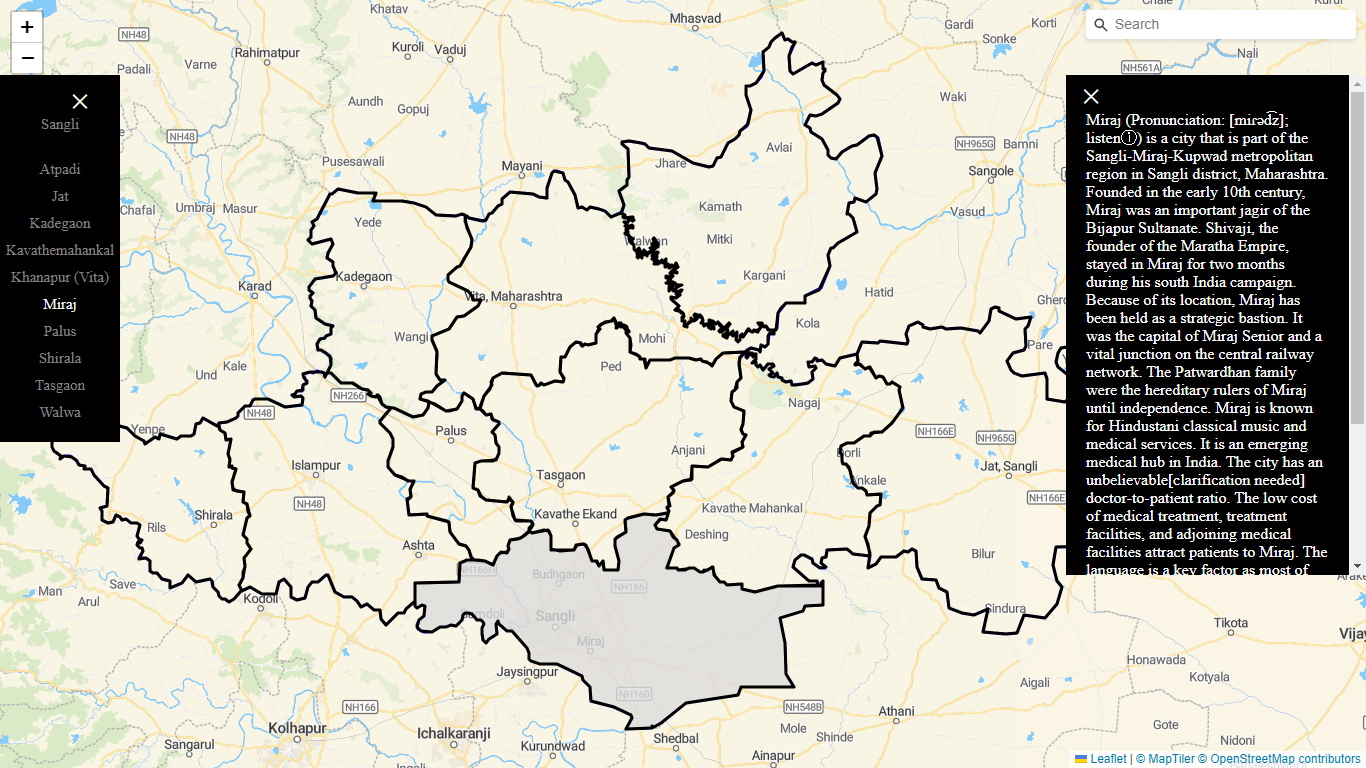 +
−
Search
Sangli
Atpadi
Jat
Kadegaon
Kavathemahankal
Khanapur (Vita)
Miraj
Palus
Shirala
Tasgaon
Walwa
Miraj (Pronunciation: [mirəd͡z];
listenⓘ) is a city that is part of the
Sangli-Miraj-Kupwad metropolitan
region in Sangli district, Maharashtra.
Founded in the early 10th century,
Miraj was an important jagir of the
Bijapur Sultanate. Shivaji, the
founder of the Maratha Empire,
stayed in Miraj for two months
during his south India campaign.
Because of its location, Miraj has
been held as a strategic bastion. It
was the capital of Miraj Senior and a
vital junction on the central railway
network. The Patwardhan family
were the hereditary rulers of Miraj
until independence. Miraj is known
for Hindustani classical music and
medical services. It is an emerging
medical hub in India. The city has an
unbelievable[clarification needed]
doctor-to-patient ratio. The low cost
of medical treatment, treatment
facilities, and adjoining medical
facilities attract patients to Miraj. The
language is a key factor as most of
Khatav
Mhasvad
Gardi
Korti
NH48
Kuroli
Vaduj
Sonke
Rahimatpur
Nali
Padali
Varne
NH561A
Aundh
Gopuj
Waki
NH48
NH965G
Bamni
Avlai
Pusesawali
Mayani
Jhare
Sangole
Chafal
Umbraj
Masur
Kamath
Vasud
Yede
Walwan
Mitki
Kadegaon
Kargani
Karad
Vita, Maharashtra
Hatid
Kola
Wangi
Mohi
Pare
Kale
Und
Ped
NH266
Nagaj
NH48
Yenpe
Palus
NH166E
NH965G
Anjani
Dorli
Islampur
Jat, Sangli
Tasgaon
NH48
Kavathe Mahankal
NH166E
Rils
Shirala
Kavathe Ekand
Deshing
Ashta
Bilur
NH166H
Budhgaon
Save
NH166
Man
Arul
Kodoli
Sindura
Sangli
Tikota
Miraj
Jaysingpur
Honawada
Kotyala
Aigali
NH160
NH166
NH548B
Athani
Kolhapur
Gote
Mole
Ichalkaranji
Shinde
Shedbal
Sangarul
Kurundwad
Nidoni
Ainapur
Leaflet | © MapTiler © OpenStreetMap contributors